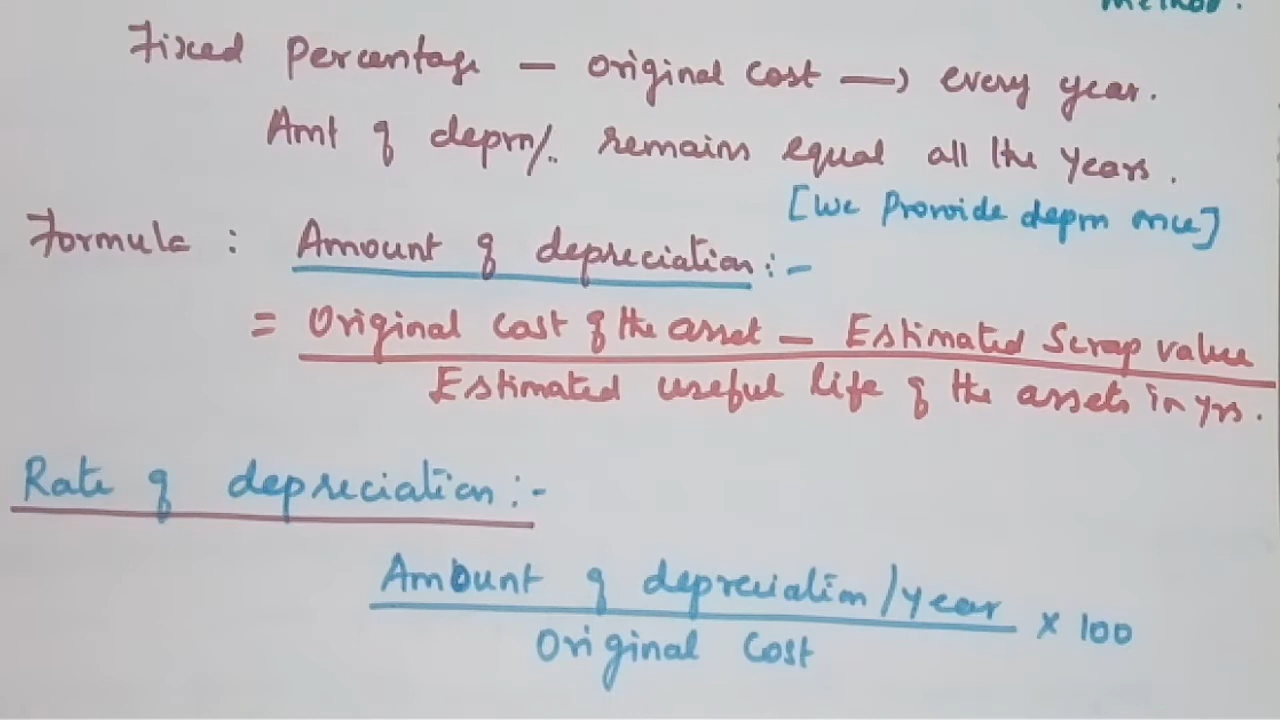 Method.
Fixed percentage - original cost → every year.
Amt of deprn/. remains equal all the years.
[We provide deprn once]
Formula : Amount of depreciation :-
= Original cost of the asset - Estimated Scrap value
Estimated useful life of the assets in yrs.
Rate of depreciation :-
Amount of depreciation/year × 100
Original Cost